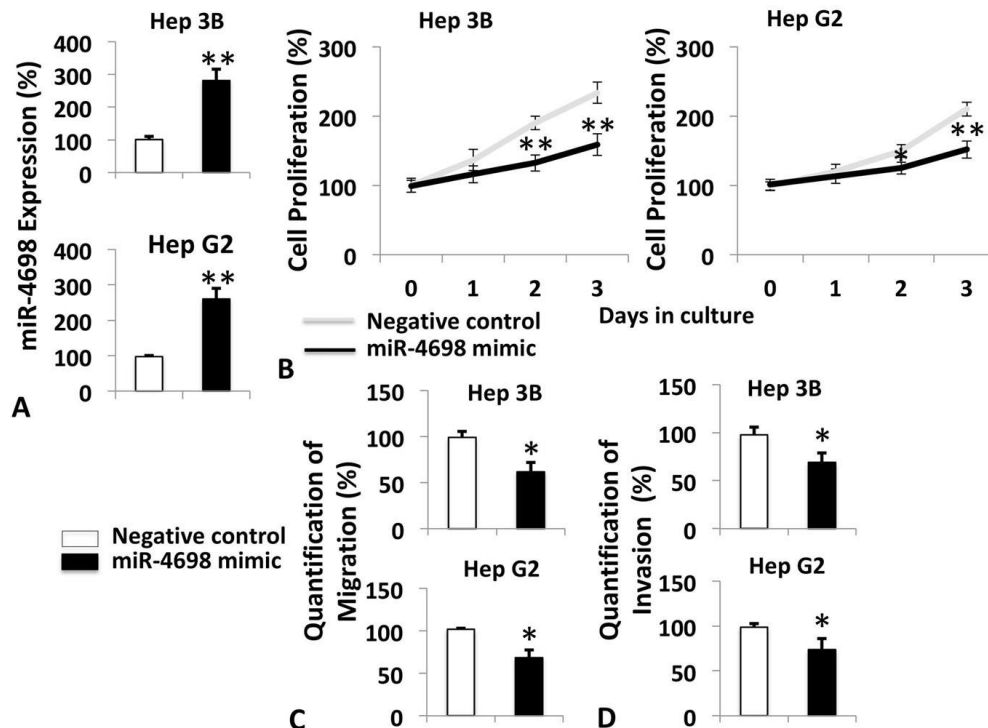 Hep 3B
miR-4698 Expression (%)
400
300
200
100
0
**
Hep G2
400
300
200
100
0
**
A
Hep 3B
Cell Proliferation (%)
300
200
100
0
**
**
0 1 2 3
Hep G2
Cell Proliferation (%)
300
200
100
0
*
**
0 1 2 3
Days in culture
Negative control
miR-4698 mimic
B
Negative control
miR-4698 mimic
Quantification of
Migration (%)
Hep 3B
150
100
50
0
*
Hep G2
150
100
50
0
*
C
Quantification of
Invasion (%)
Hep 3B
150
100
50
0
*
Hep G2
150
100
50
0
*
D